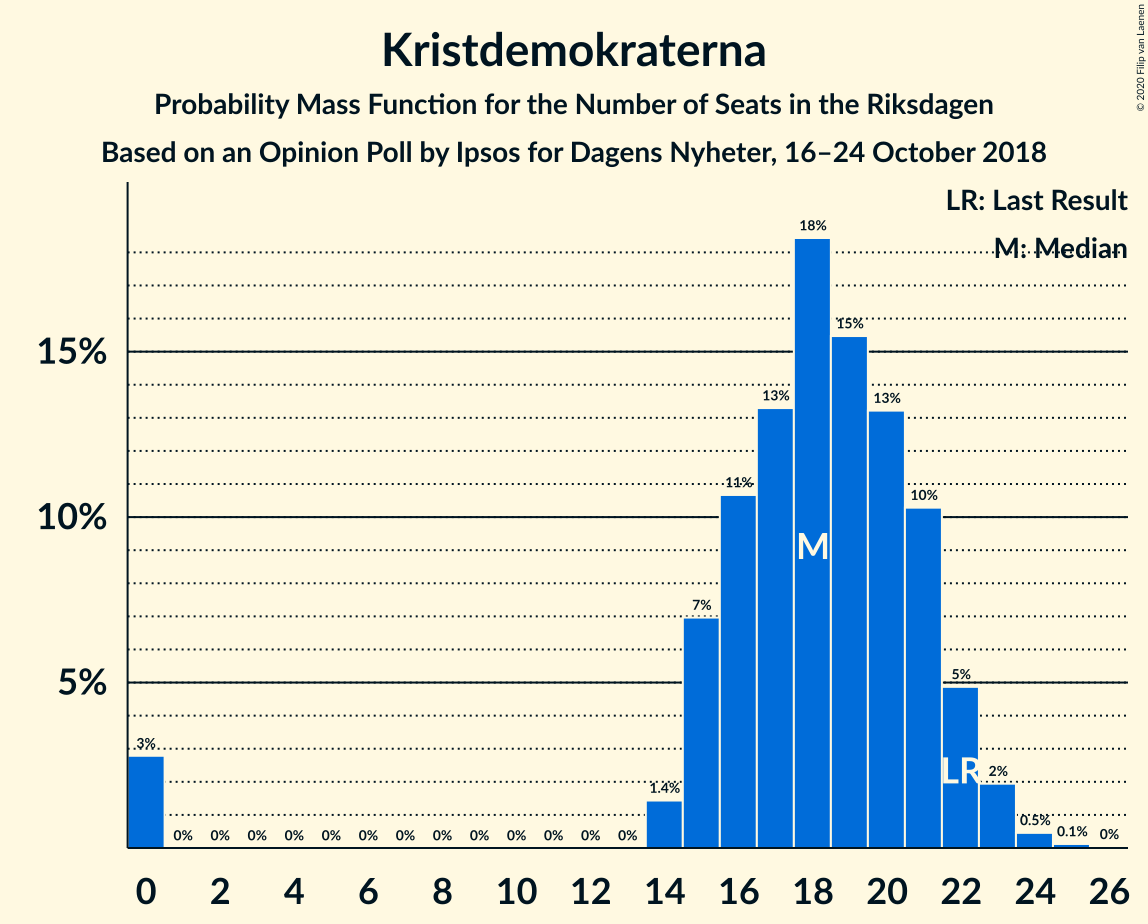 Kristdemokraterna
Probability Mass Function for the Number of Seats in the Riksdagen
Based on an Opinion Poll by Ipsos for Dagens Nyheter, 16–24 October 2018
© 2020 Filip van Laenen
LR: Last Result
M: Median
18%
15%
15%
13%
13%
11%
10%
10%
M
7%
5%
5%
LR
3%
2%
1.4%
0.5%
0.1%
0% 0% 0% 0% 0% 0% 0% 0% 0% 0% 0% 0% 0% 0%
0 2 4 6 8 10 12 14 16 18 20 22 24 26